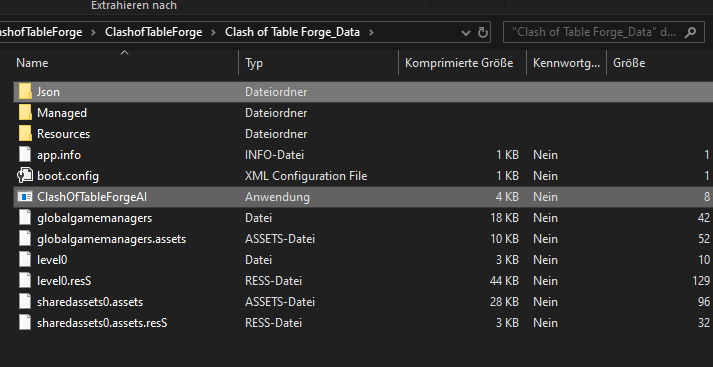 Extrahieren nach
ashofTableForge > ClashofTableForge > Clash of Table Forge_Data > "Clash of Table Forge_Data" d...
Name Typ Komprimierte Größe Kennwortg... Größe
Json Dateiordner
Managed Dateiordner
Resources Dateiordner
app.info INFO-Datei 1 KB Nein 1
boot.config XML Configuration File 1 KB Nein 1
ClashOfTableForgeAI Anwendung 4 KB Nein 8
globalgamemanagers Datei 18 KB Nein 42
globalgamemanagers.assets ASSETS-Datei 10 KB Nein 52
level0 Datei 3 KB Nein 10
level0.resS RESS-Datei 44 KB Nein 129
sharedassets0.assets ASSETS-Datei 28 KB Nein 96
sharedassets0.assets.resS RESS-Datei 3 KB Nein 32